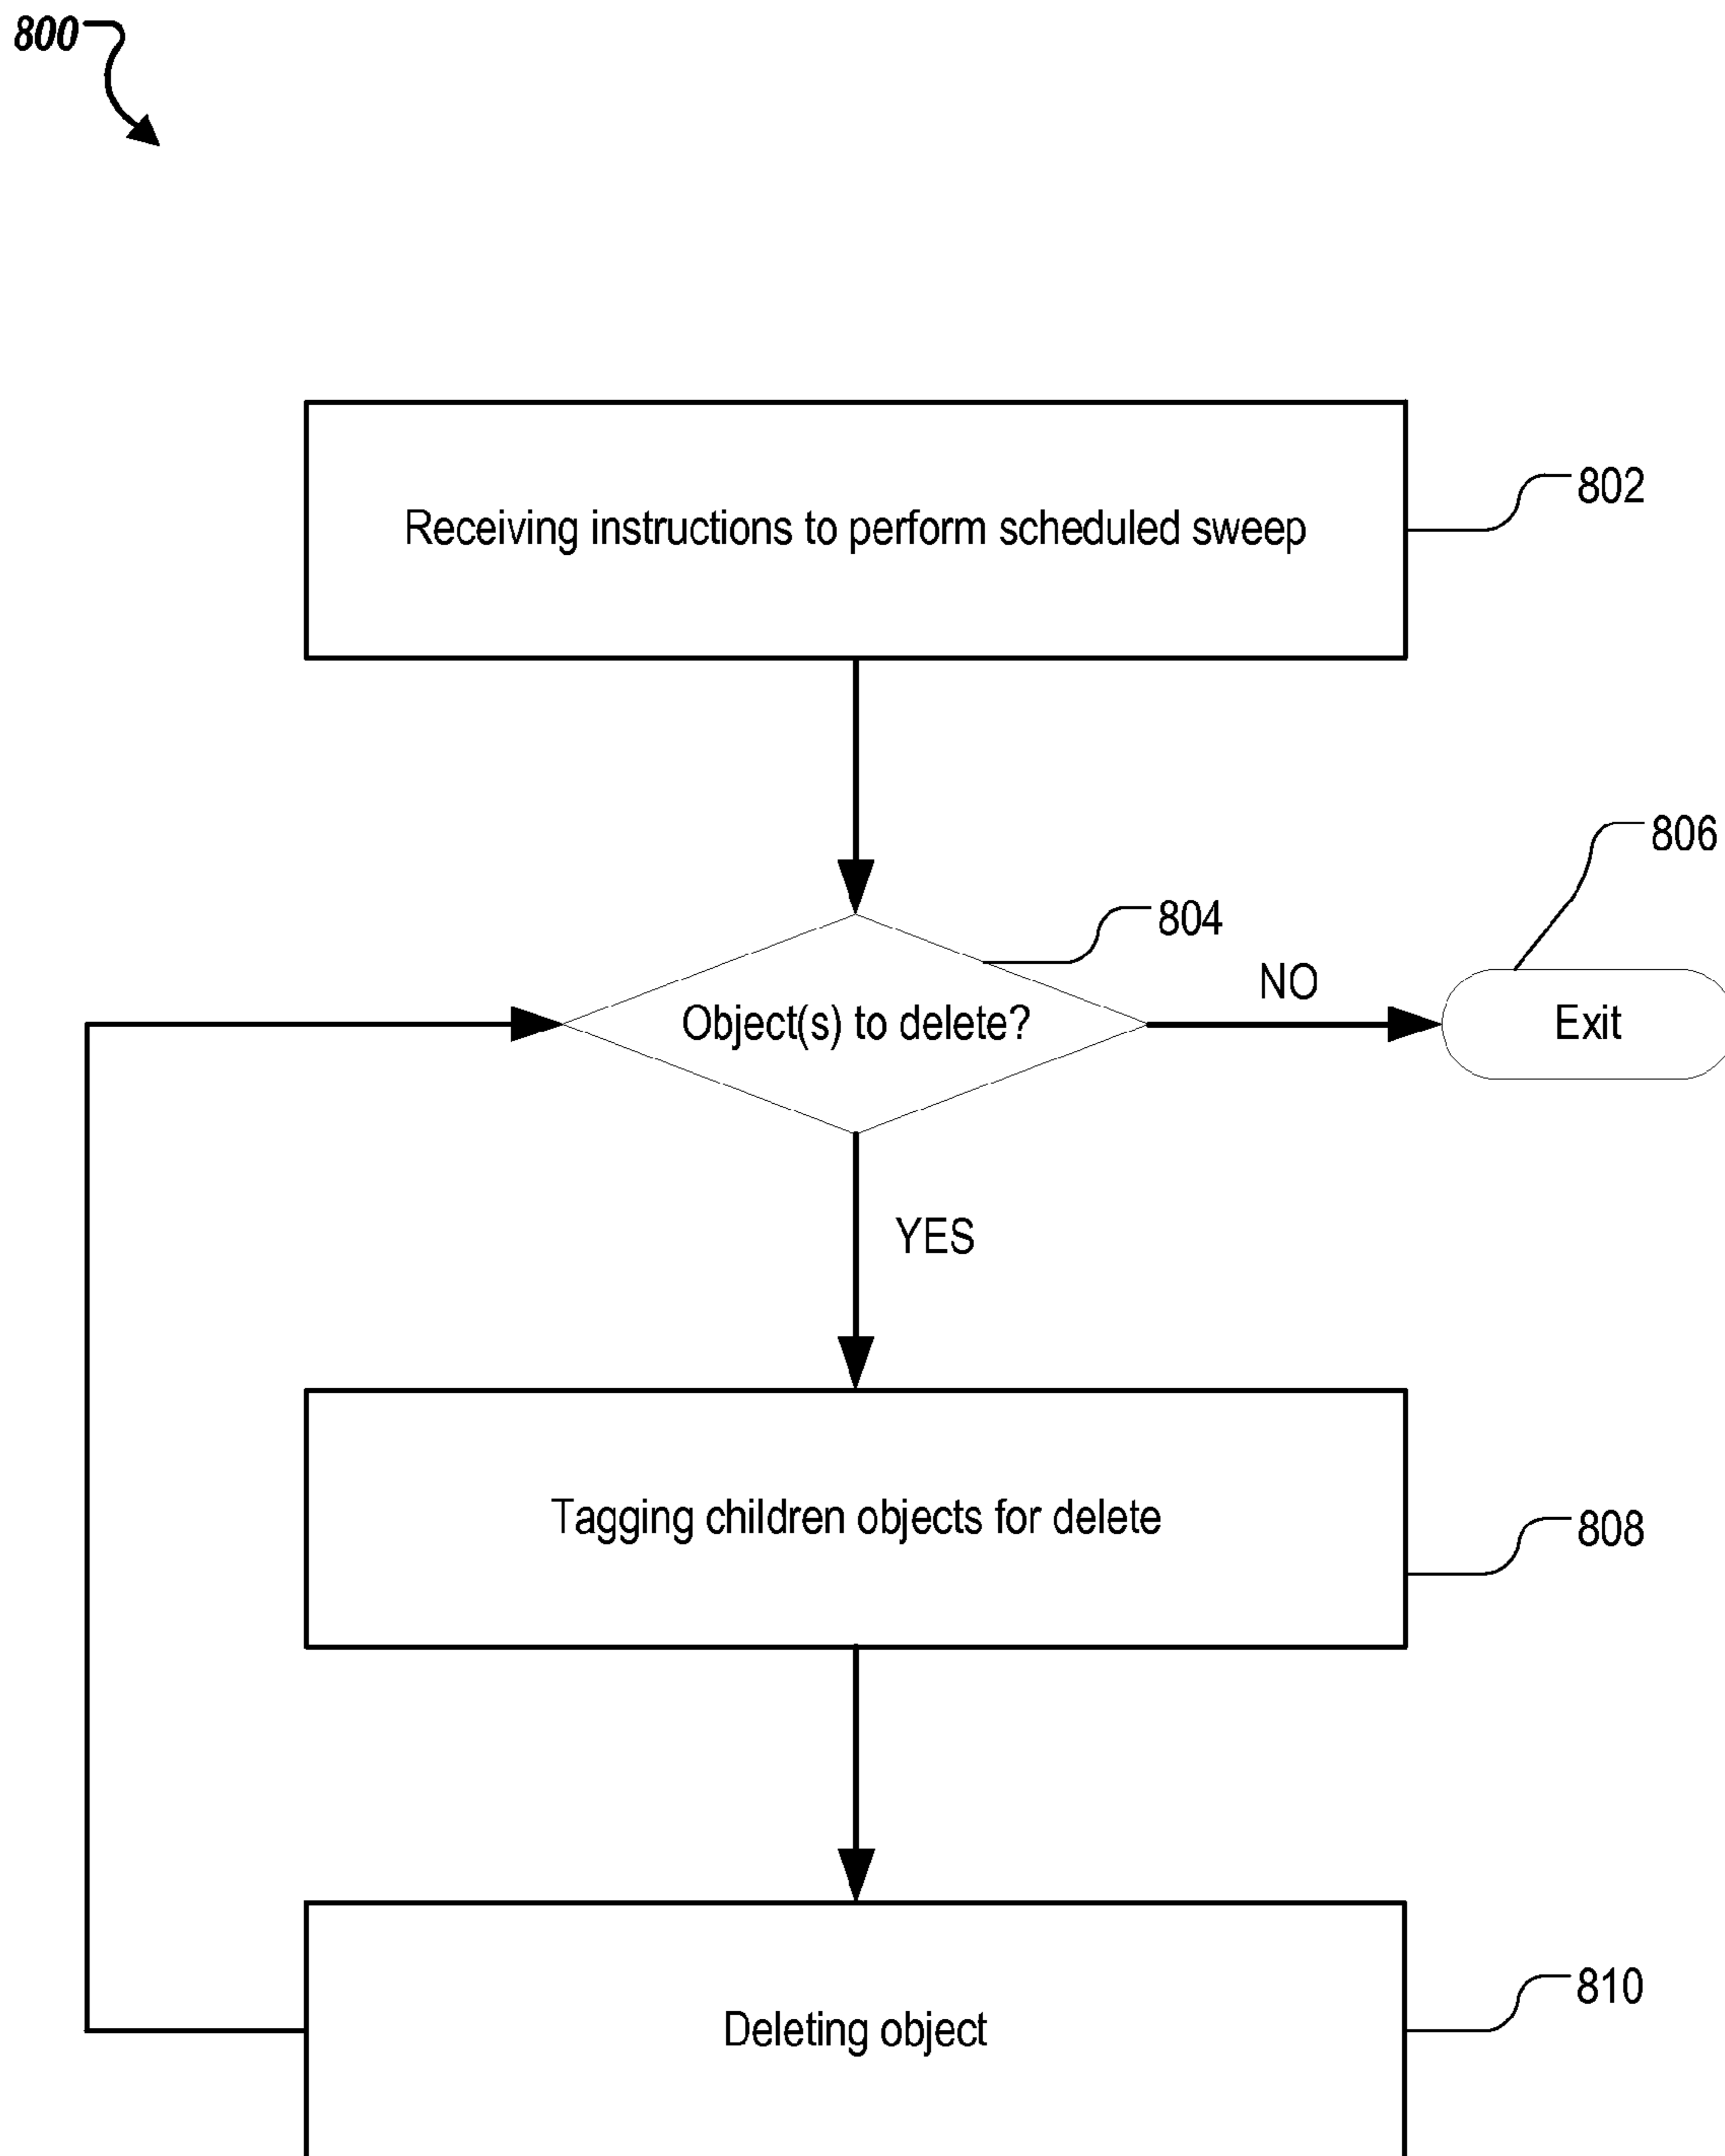 800
Receiving instructions to perform scheduled sweep
802
806
804
Object(s) to delete?
NO
Exit
YES
Tagging children objects for delete
808
Deleting object
810